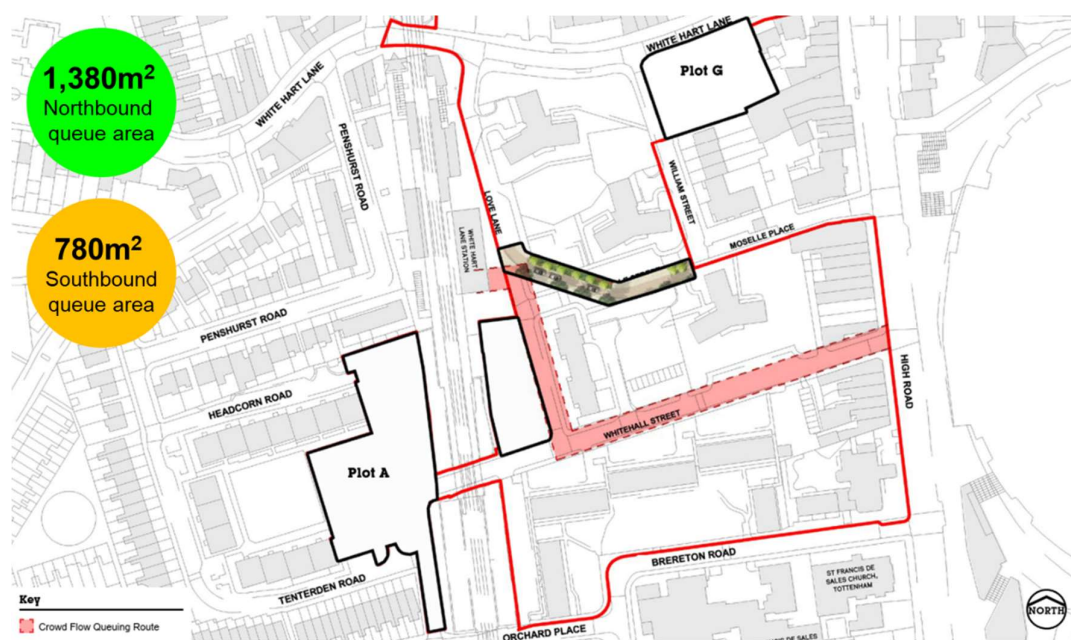 1,380m²
Northbound
queue area
780m²
Southbound
queue area
WHITE HART LANE
WHITE HART LANE
Plot G
PENSHURST ROAD
LOVE LANE
WILLIAM STREET
WHITE HART
LANE STATION
MOSELLE PLACE
PENSHURST ROAD
HEADCORN ROAD
HIGH ROAD
WHITEHALL STREET
Plot A
BRERETON ROAD
TENTERDEN ROAD
ST FRANCIS DE
SALES CHURCH,
TOTTENHAM
ORCHARD PLACE
NORTH
Key
Crowd Flow Queuing Route